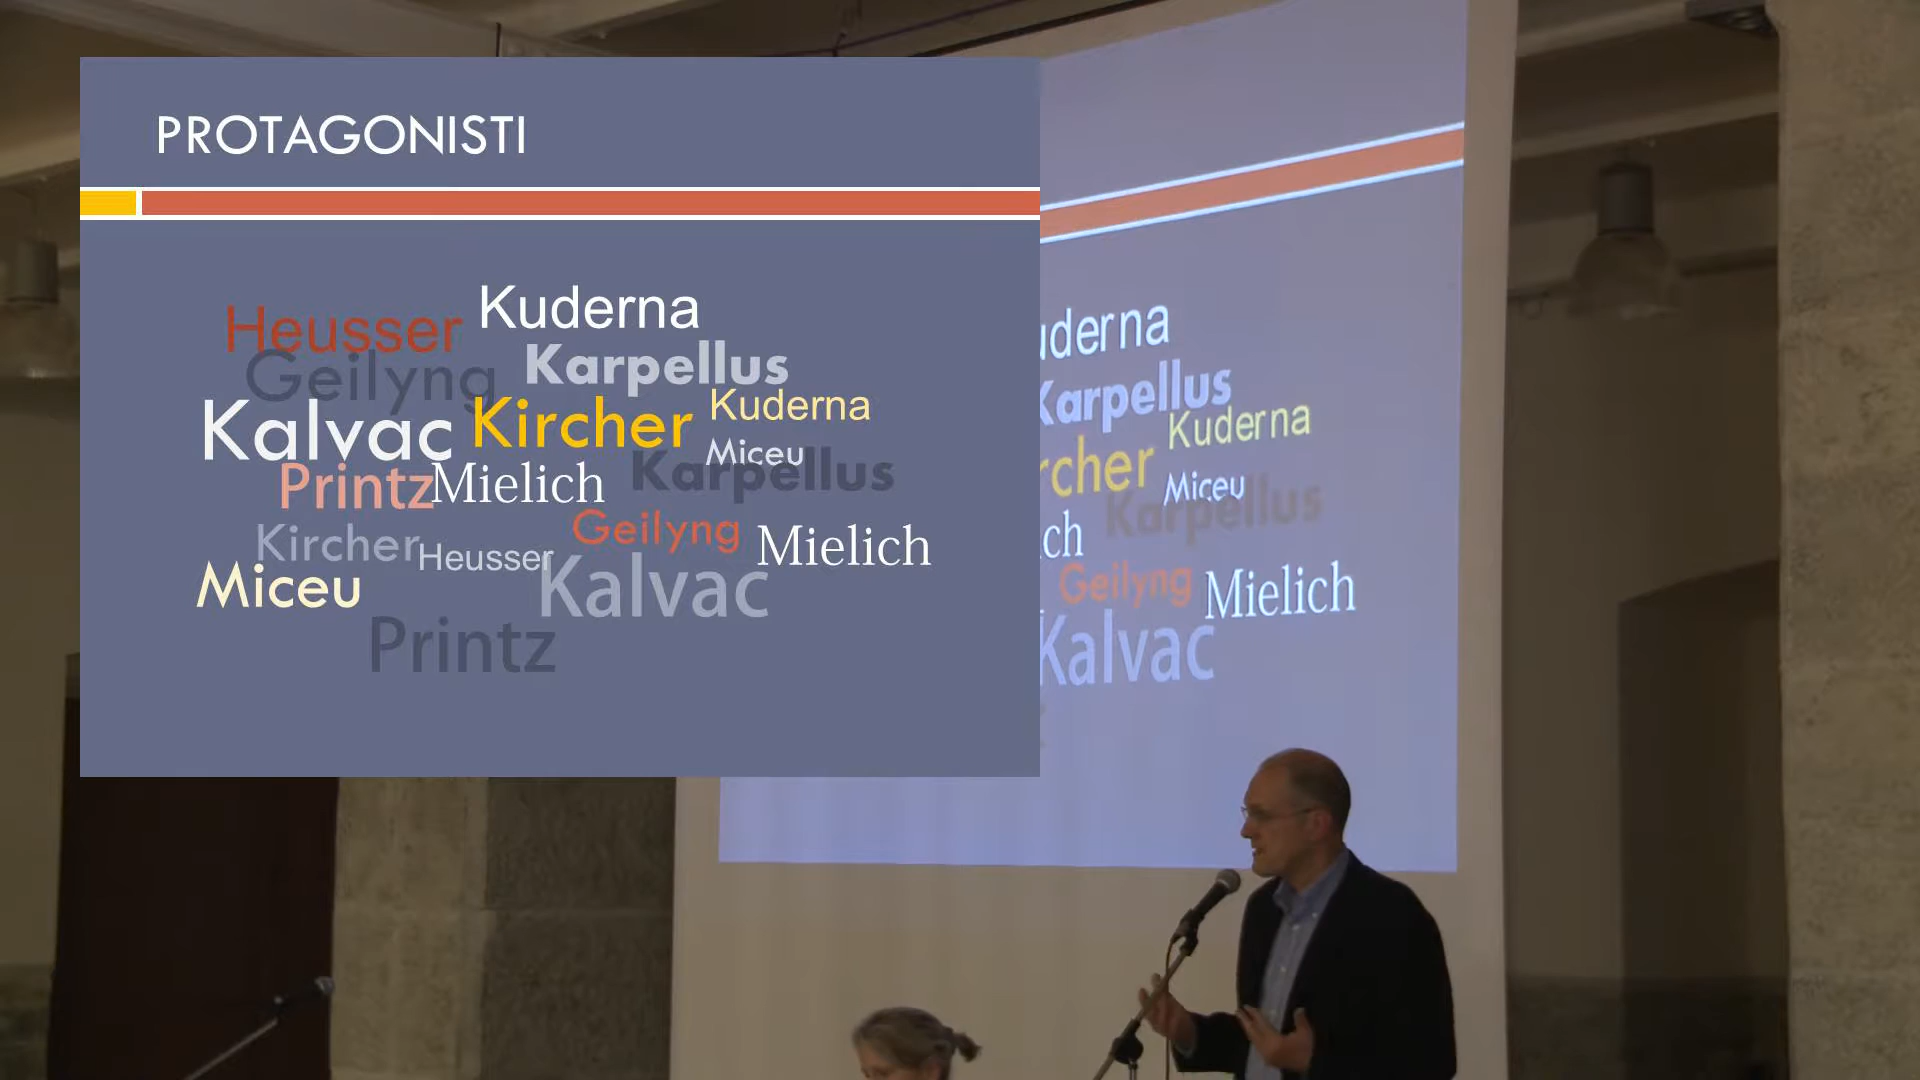 PROTAGONISTI
Heusser Kuderna
Geilyng Karpellus
Kalvac Kircher Kuderna
Miceu
Printz Mielich Karpellus
Kircher Heusser Geilyng Mielich
Miceu Kalvac
Printz
uderna
Karpellus
rcher Kuderna
Miceu
Karpellus
ch
Geilyng Mielich
Kalvac